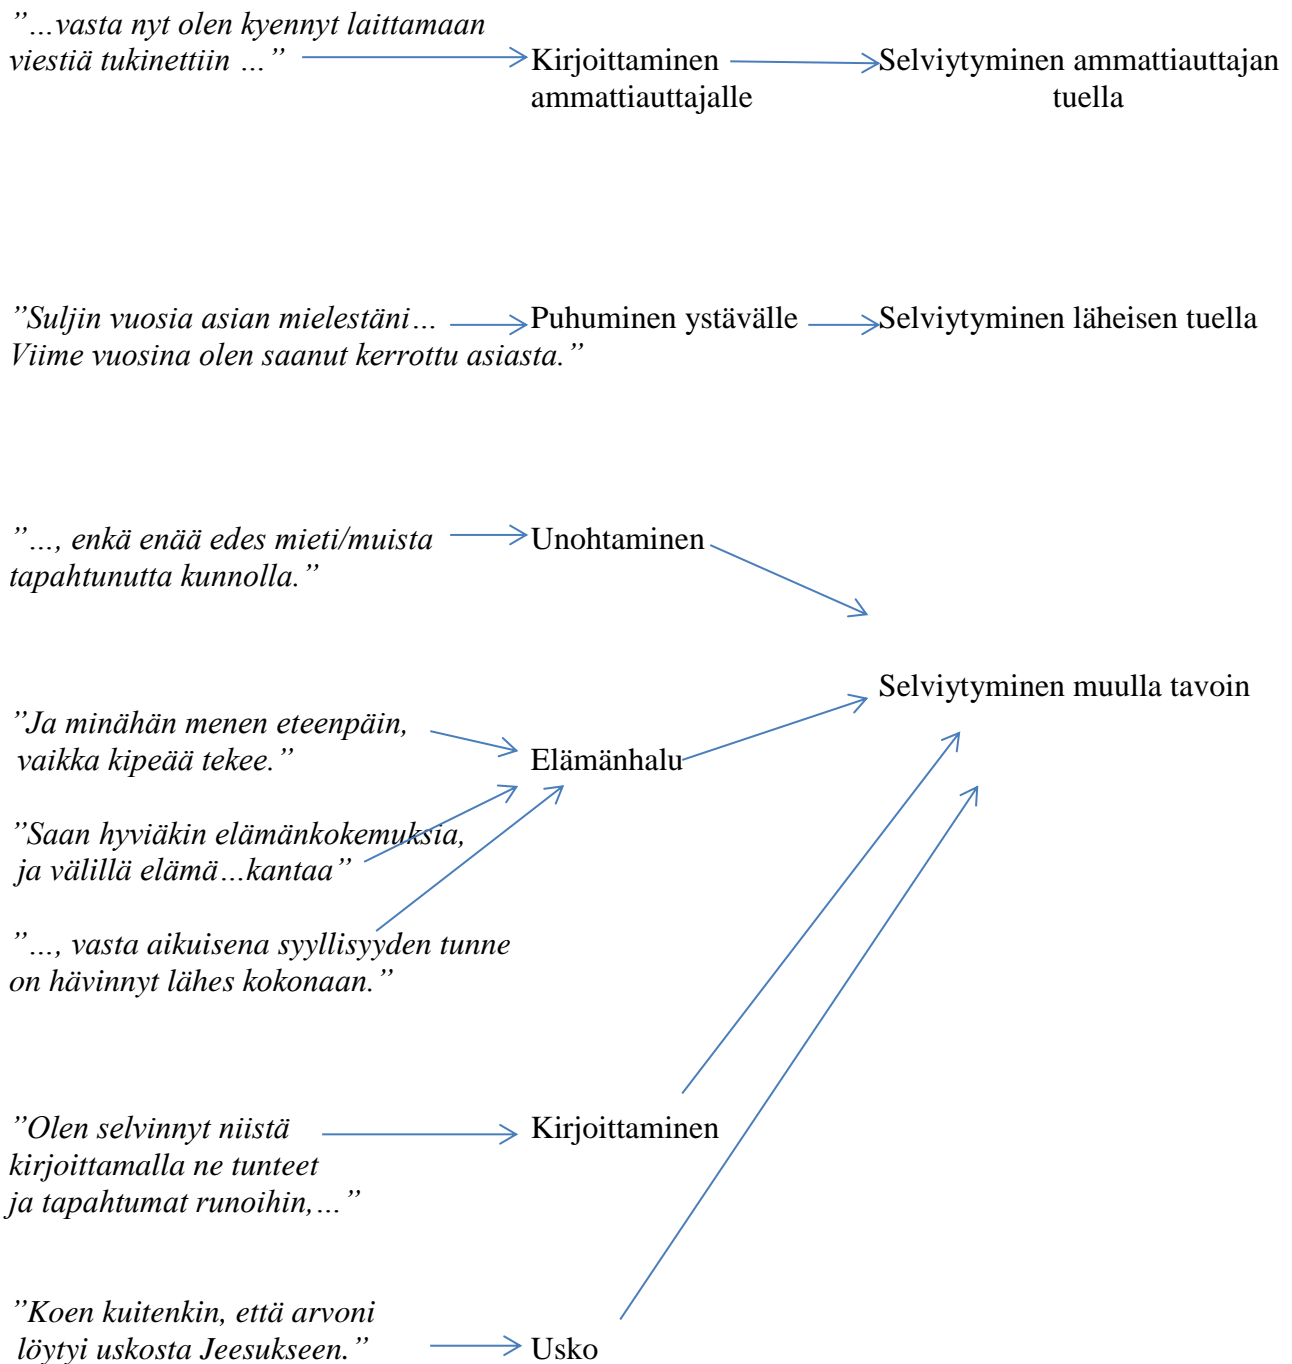 ”…vasta nyt olen kyennyt laittamaan
viestiä tukinettiin …”
Kirjoittaminen
ammattiauttajalle
Selviytyminen ammattiauttajan
tuella
”Suljin vuosia asian mielestäni…
Viime vuosina olen saanut kerrottu asiasta.”
Puhuminen ystävälle
Selviytyminen läheisen tuella
”…, enkä enää edes mieti/muista
tapahtunutta kunnolla.”
Unohtaminen
Selviytyminen muulla tavoin
”Ja minähän menen eteenpäin,
vaikka kipeää tekee.”
Elämänhalu
”Saan hyviäkin elämänkokemuksia,
ja välillä elämä…kantaa”
”…, vasta aikuisena syyllisyyden tunne
on hävinnyt lähes kokonaan.”
”Olen selvinnyt niistä
kirjoittamalla ne tunteet
ja tapahtumat runoihin,…”
Kirjoittaminen
”Koen kuitenkin, että arvoni
löytyi uskosta Jeesukseen.”
Usko